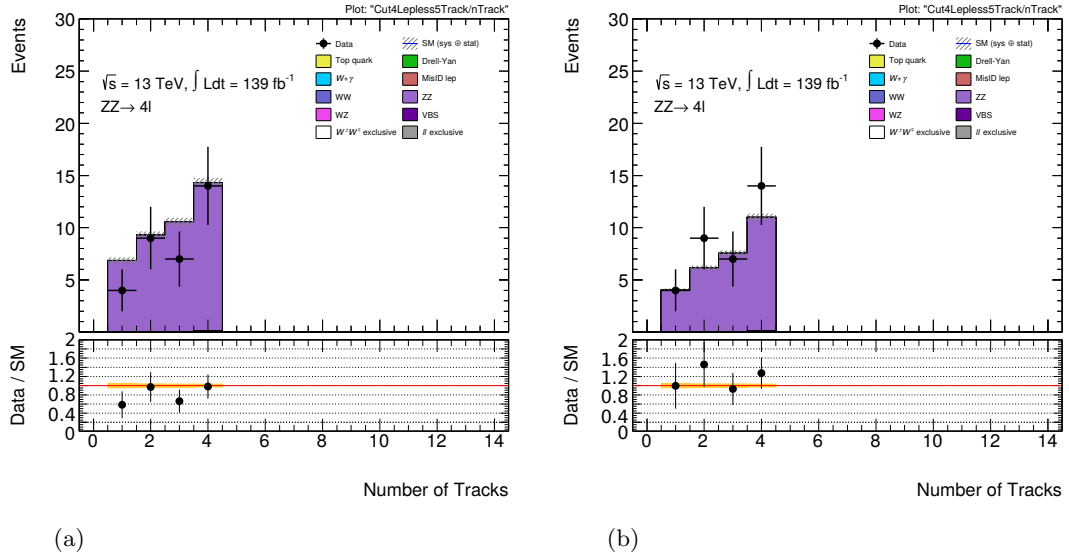 Plot: "Cut4Lepless5Track/nTrack"
Events
30
25
20
15
10
5
√s = 13 TeV, ∫ Ldt = 139 fb⁻¹
ZZ→ 4l
Data
SM (sys ⊕ stat)
Top quark
Drell-Yan
W+γ
MisID lep
WW
ZZ
WZ
VBS
W±W± exclusive
ll exclusive
Data / SM
2
1.6
1.2
0.8
0.4
0
0 2 4 6 8 10 12 14
Number of Tracks
(a)
Plot: "Cut4Lepless5Track/nTrack"
Events
30
25
20
15
10
5
√s = 13 TeV, ∫ Ldt = 139 fb⁻¹
ZZ→ 4l
Data
SM (sys ⊕ stat)
Top quark
Drell-Yan
W+γ
MisID lep
WW
ZZ
WZ
VBS
W±W± exclusive
ll exclusive
Data / SM
2
1.6
1.2
0.8
0.4
0
0 2 4 6 8 10 12 14
Number of Tracks
(b)